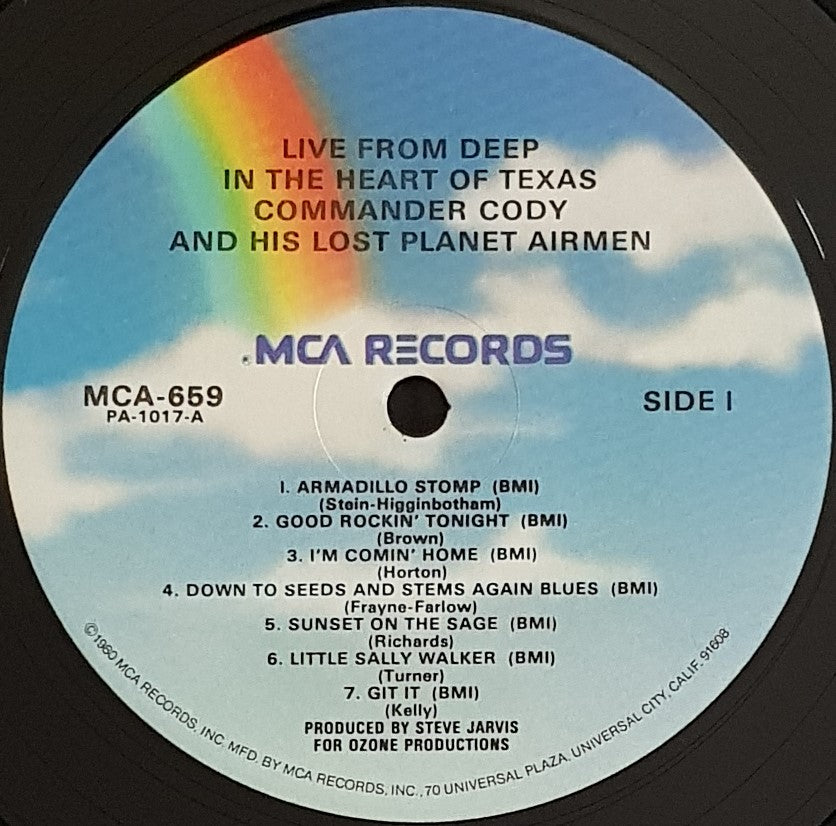 LIVE FROM DEEP
IN THE HEART OF TEXAS
COMMANDER CODY
AND HIS LOST PLANET AIRMEN
MCA RECORDS
MCA-659
PA-1017-A
SIDE 1
1. ARMADILLO STOMP (BMI)
(Stein-Higginbotham)
2. GOOD ROCKIN' TONIGHT (BMI)
(Brown)
3. I'M COMIN' HOME (BMI)
(Horton)
4. DOWN TO SEEDS AND STEMS AGAIN BLUES (BMI)
(Frayne-Farlow)
5. SUNSET ON THE SAGE (BMI)
(Richards)
6. LITTLE SALLY WALKER (BMI)
(Turner)
7. GIT IT (BMI)
(Kelly)
PRODUCED BY STEVE JARVIS
FOR OZONE PRODUCTIONS
©1980 MCA RECORDS, INC. MFD. BY MCA RECORDS, INC., 70 UNIVERSAL PLAZA, UNIVERSAL CITY, CALIF. 91608